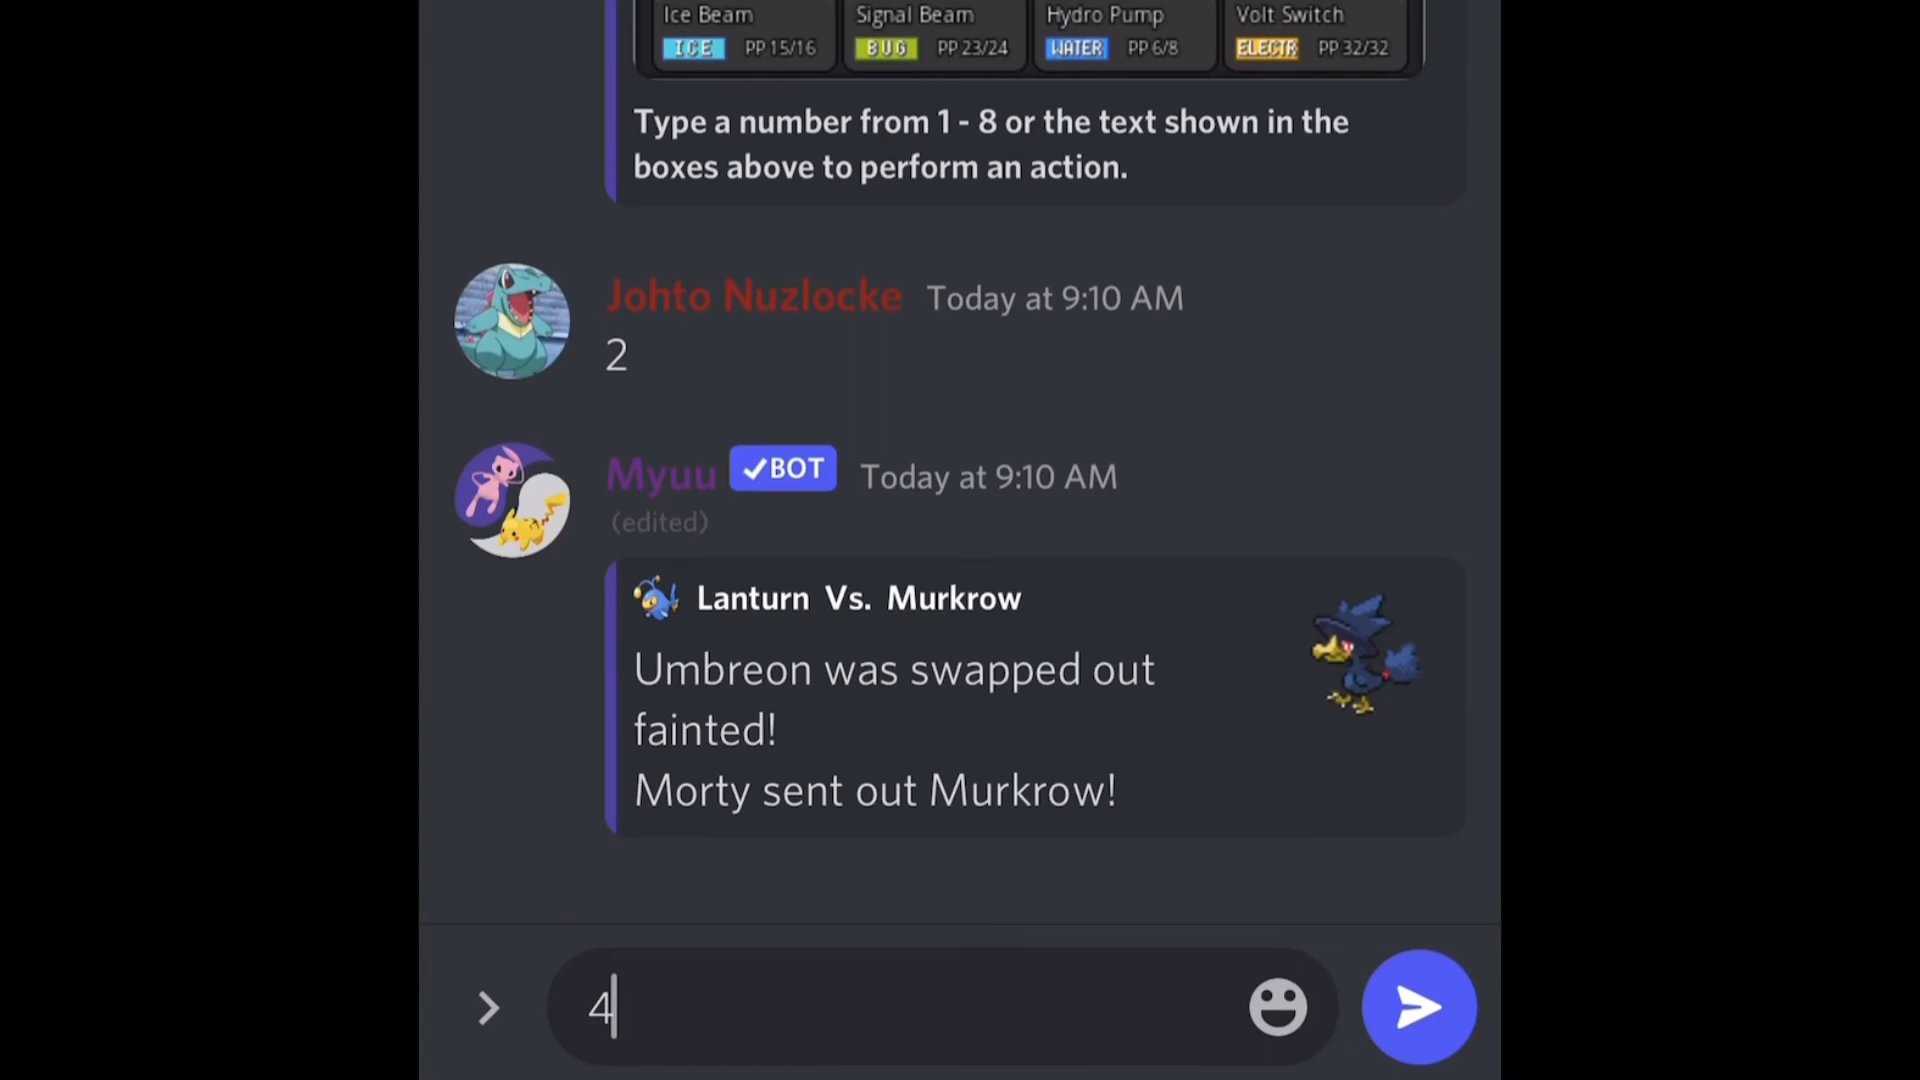 Ice Beam Signal Beam Hydro Pump Volt Switch
ICE PP 15/16 BUG PP 23/24 WATER PP 6/8 ELECTR PP 32/32
Type a number from 1 - 8 or the text shown in the
boxes above to perform an action.
Johto Nuzlocke Today at 9:10 AM
2
Myuu ✓BOT Today at 9:10 AM
(edited)
Lanturn Vs. Murkrow
Umbreon was swapped out
fainted!
Morty sent out Murkrow!
4